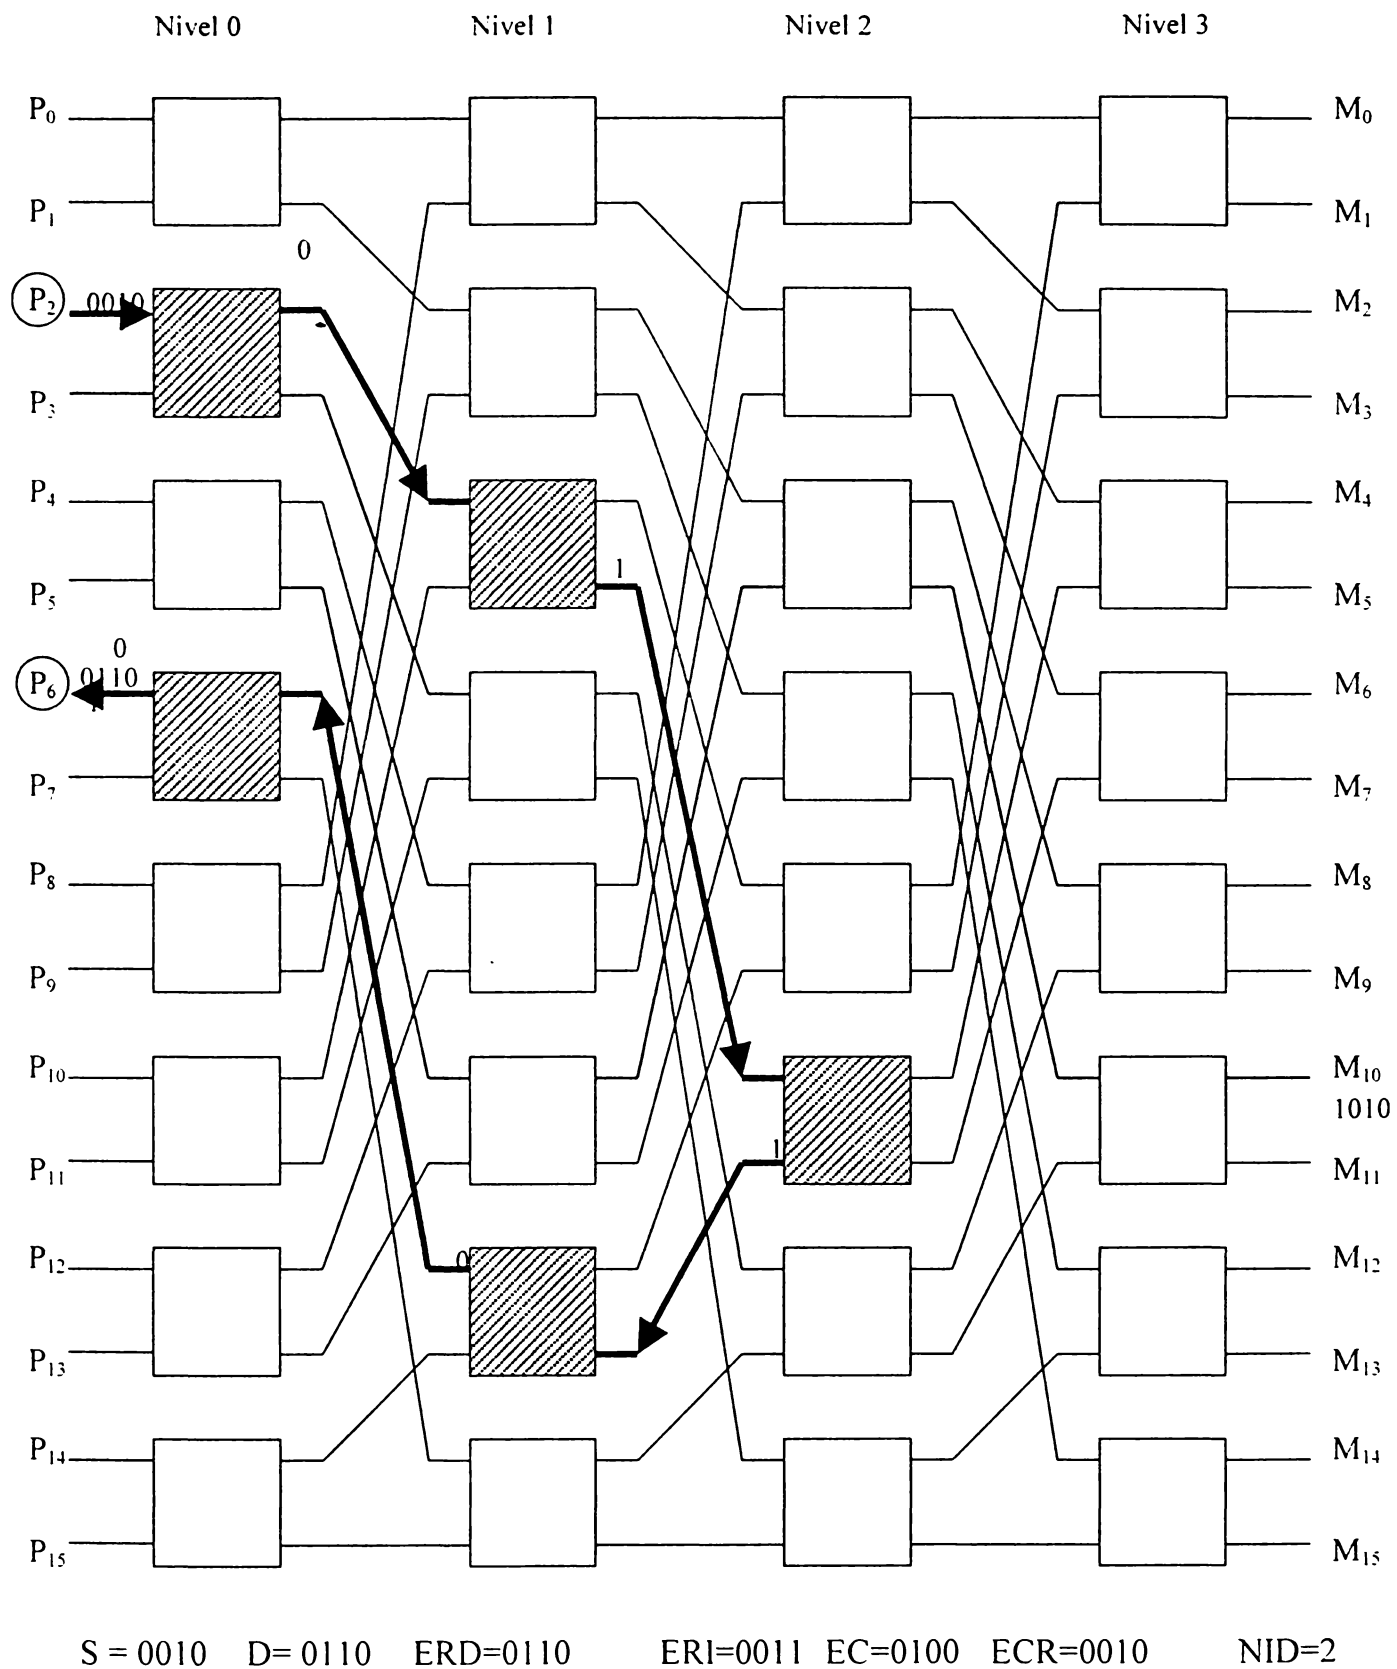 Nivel 0 Nivel 1 Nivel 2 Nivel 3
P0 M0
P1 M1
0
P2 0010 M2
P3 M3
P4 M4
1
P5 M5
0
P6 0110 M6
P7 M7
P8 M8
P9 M9
P10 M10
1010
1
P11 M11
P12 0 M12
P13 M13
P14 M14
P15 M15
S = 0010 D= 0110 ERD=0110 ERI=0011 EC=0100 ECR=0010 NID=2